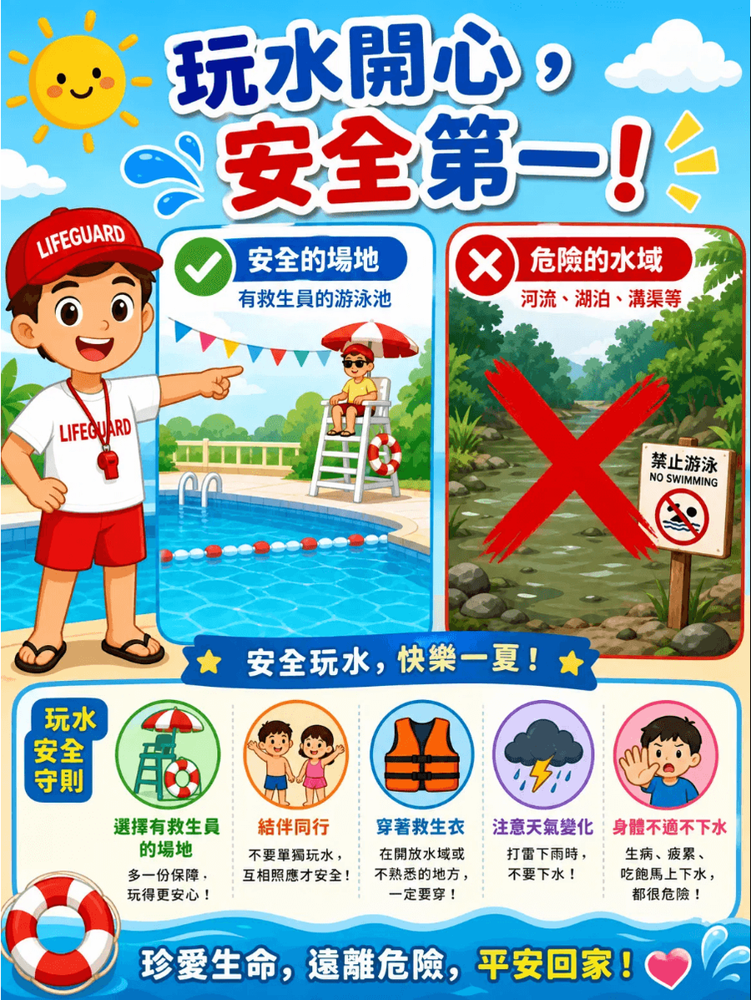 玩水開心，
安全第一！
LIFEGUARD
LIFEGUARD
安全的場地
有救生員的游泳池
危險的水域
河流、湖泊、溝渠等
禁止游泳
NO SWIMMING
安全玩水，快樂一夏！
玩水
安全
守則
選擇有救生員
的場地
多一份保障，
玩得更安心！
結伴同行
不要單獨玩水，
互相照應才安全！
穿著救生衣
在開放水域或
不熟悉的地方，
一定要穿！
注意天氣變化
打雷下雨時，
不要下水！
身體不適不下水
生病、疲累、
吃飽馬上下水，
都很危險！
珍愛生命，遠離危險，平安回家！